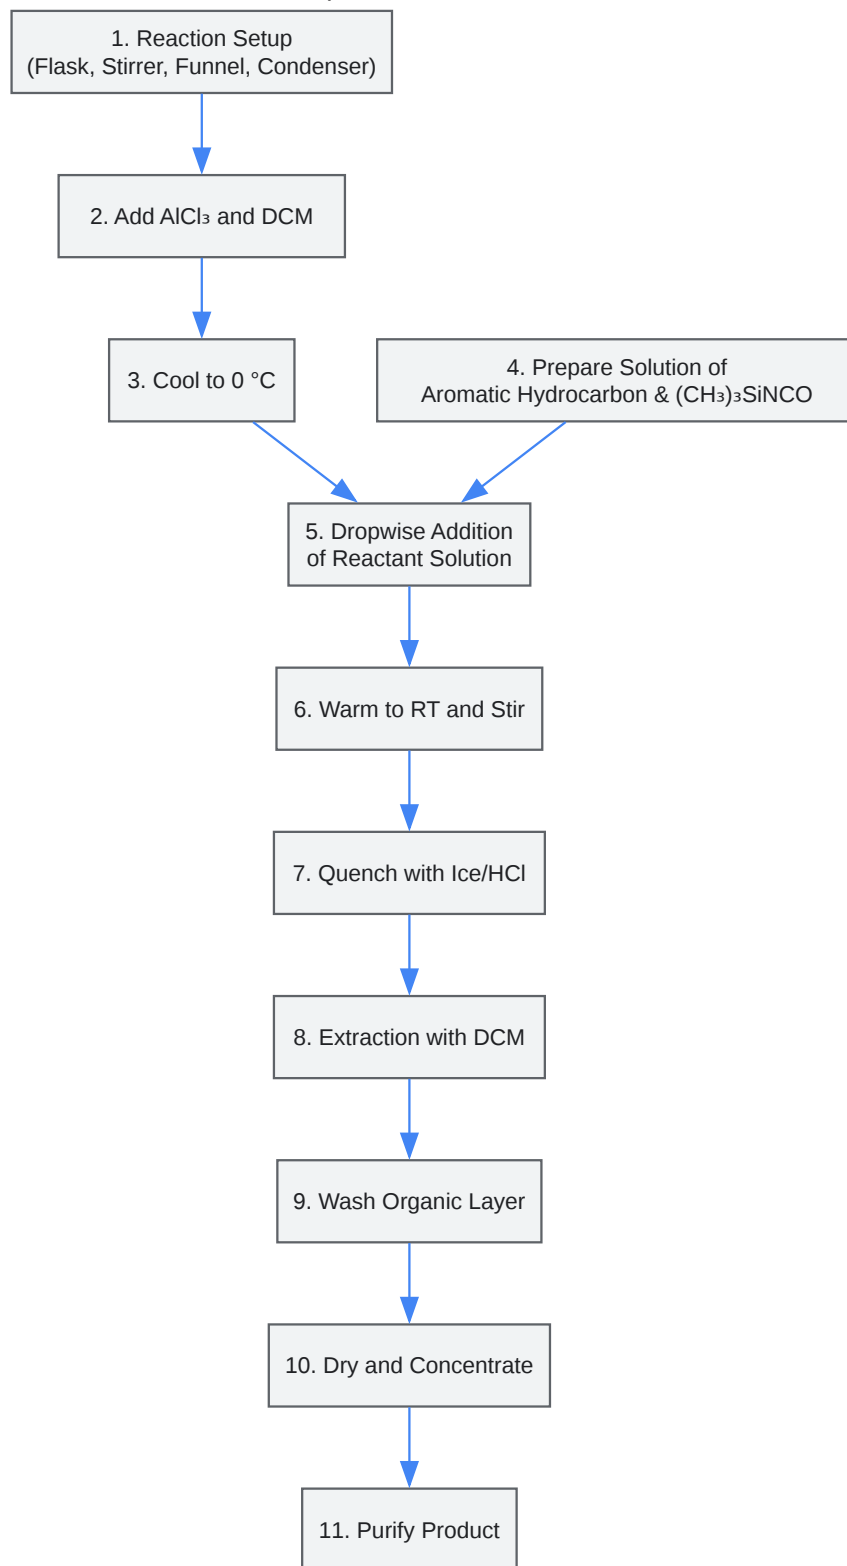 1. Reaction Setup
(Flask, Stirrer, Funnel, Condenser)
2. Add AlCl₃ and DCM
3. Cool to 0 °C
4. Prepare Solution of
Aromatic Hydrocarbon & (CH₃)₃SiNCO
5. Dropwise Addition
of Reactant Solution
6. Warm to RT and Stir
7. Quench with Ice/HCl
8. Extraction with DCM
9. Wash Organic Layer
10. Dry and Concentrate
11. Purify Product